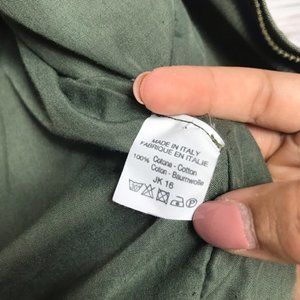 MADE IN ITALY
FABRIQUE EN ITALIE
100% Cotone - Cotton
Coton - Baumwolle
JK 16